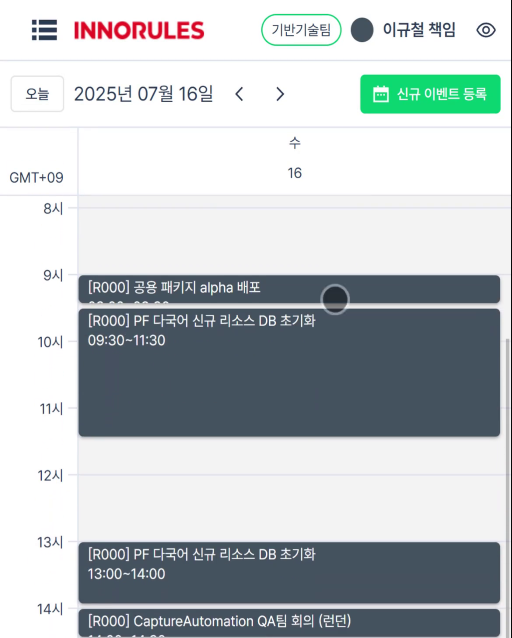 INNORULES
기반기술팀
이규철 책임
오늘
2025년 07월 16일
신규 이벤트 등록
수
GMT+09
16
8시
9시
[R000] 공용 패키지 alpha 배포
[R000] PF 다국어 신규 리소스 DB 초기화
09:30~11:30
10시
11시
12시
13시
[R000] PF 다국어 신규 리소스 DB 초기화
13:00~14:00
14시
[R000] CaptureAutomation QA팀 회의 (런던)